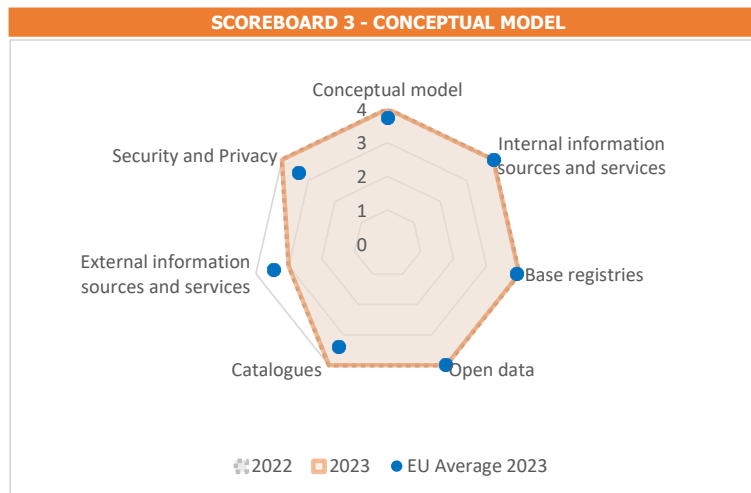 SCOREBOARD 3 - CONCEPTUAL MODEL
Conceptual model
4
3
2
1
0
Internal information
sources and services
Base registries
Open data
Catalogues
External information
sources and services
Security and Privacy
2022
2023
EU Average 2023